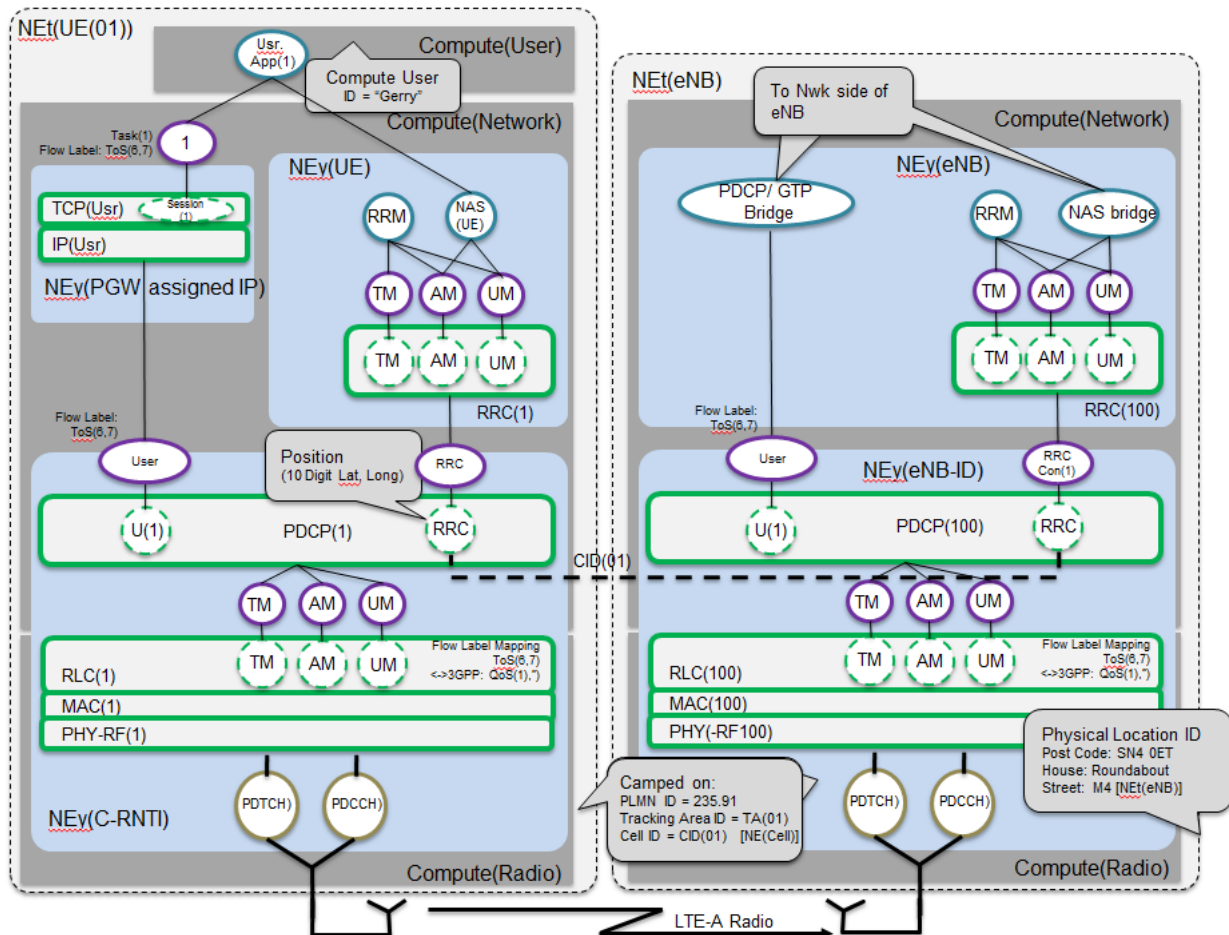 NEt(UE(01))
Usr.
App(1)
Compute(User)
Compute User
ID = “Gerry”
Compute(Network)
Task(1)
Flow Label: ToS(6,7)
1
NEγ(UE)
TCP(Usr)
Session
(1)
IP(Usr)
NEγ(PGW assigned IP)
RRM
NAS
(UE)
TM
AM
UM
TM
AM
UM
RRC(1)
Flow Label:
ToS(6,7)
User
Position
(10 Digit Lat, Long)
RRC
U(1)
PDCP(1)
RRC
CID(01)
TM
AM
UM
RLC(1)
TM
AM
UM
Flow Label Mapping
ToS(6,7)
<->3GPP: QoS(1),”)
MAC(1)
PHY-RF(1)
PDTCH)
PDCCH)
NEγ(C-RNTI)
Compute(Radio)
NEt(eNB)
To Nwk side of
eNB
Compute(Network)
NEγ(eNB)
PDCP/ GTP
Bridge
RRM
NAS bridge
TM
AM
UM
TM
AM
UM
RRC(100)
Flow Label:
ToS(6,7)
User
RRC
Con(1)
NEγ(eNB-ID)
U(1)
PDCP(100)
RRC
TM
AM
UM
RLC(100)
TM
AM
UM
Flow Label Mapping
ToS(6,7)
<->3GPP: QoS(1),”)
MAC(100)
PHY(-RF100)
Physical Location ID
Post Code: SN4 0ET
House: Roundabout
Street: M4 [NEt(eNB)]
Camped on:
PLMN ID = 235.91
Tracking Area ID = TA(01)
Cell ID = CID(01) [NE(Cell)]
PDTCH)
PDCCH)
Compute(Radio)
LTE-A Radio